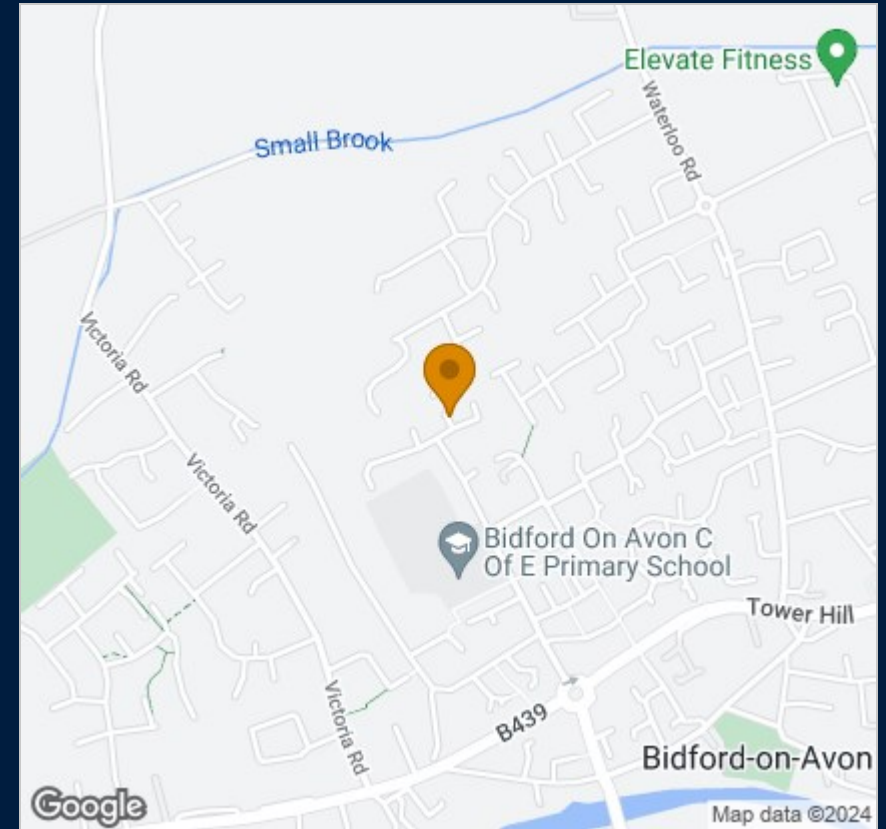 Elevate Fitness
Waterloo Rd
Small Brook
Victoria Rd
Victoria Rd
Bidford On Avon C
Of E Primary School
Tower Hill
Victoria Rd
B439
Bidford-on-Avon
Google
Map data ©2024